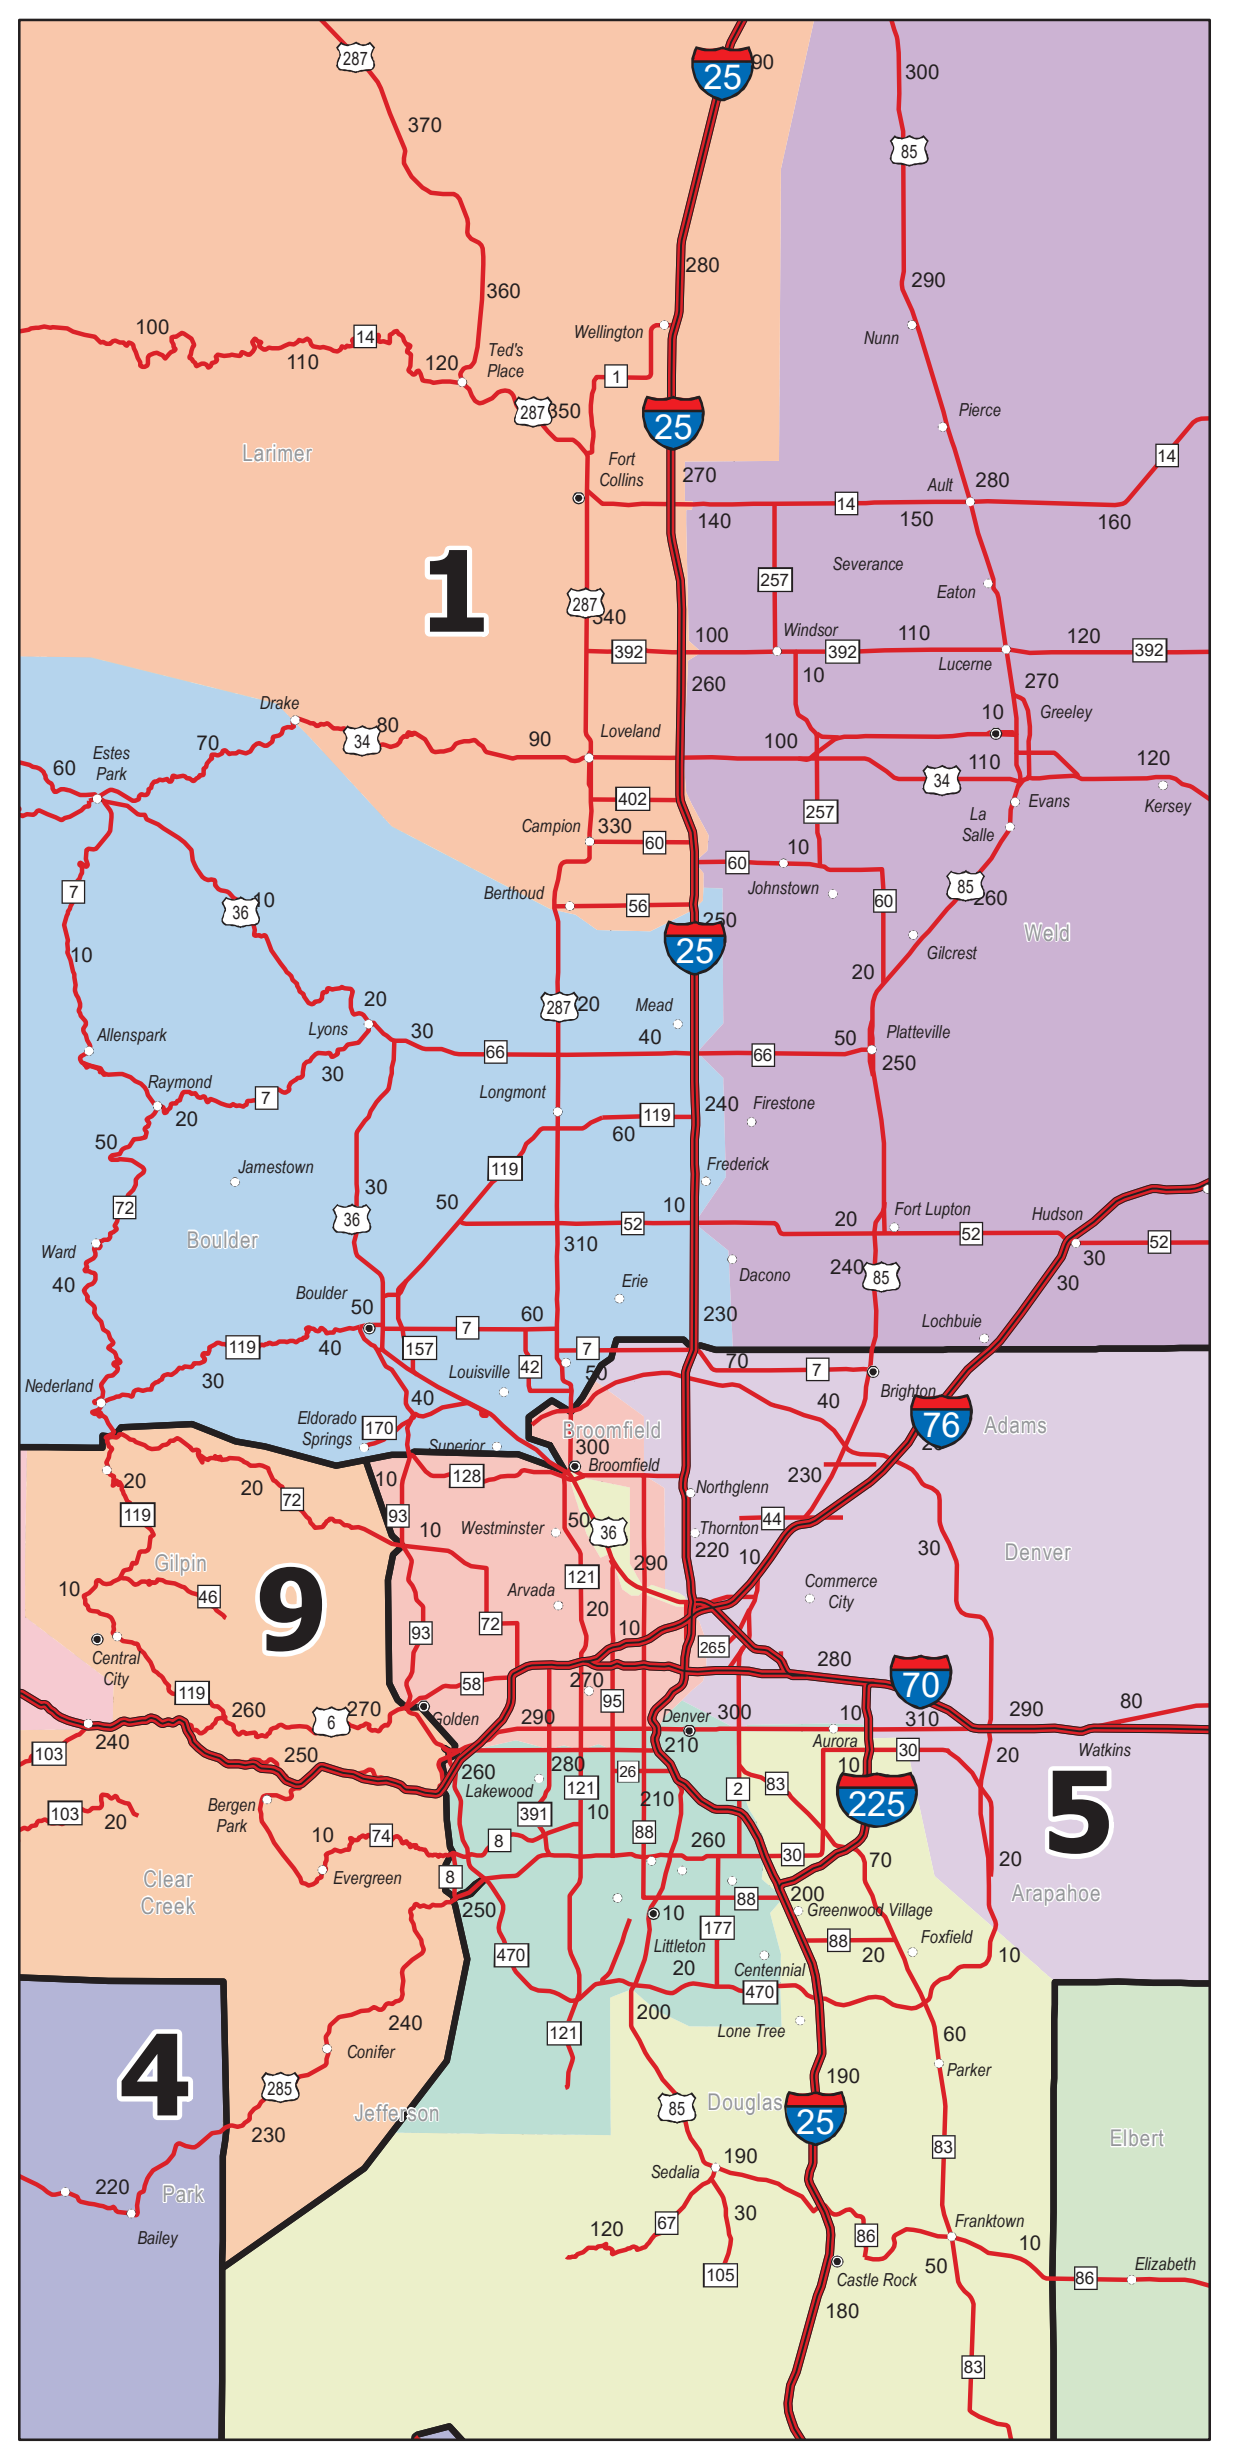 287
25
90
300
370
85
280
360
290
Wellington
Nunn
100
14
110
120
Ted's
Place
1
287
350
25
Pierce
14
Larimer
Fort
Collins
270
Ault
280
140
14
150
160
1
257
Severance
Eaton
287
340
392
100
Windsor
392
110
Lucerne
120
392
260
10
270
Drake
80
34
70
90
Loveland
100
10
Greeley
Estes
Park
60
110
34
120
402
257
Evans
Kersey
La
Salle
Campion
330
60
60
10
Johnstown
7
36
10
Berthoud
56
250
60
85
260
Weld
25
Gilcrest
10
20
20
Lyons
287
20
Mead
Allenspark
30
66
40
66
50
Platteville
250
Raymond
30
7
20
Longmont
119
240
Firestone
60
50
Jamestown
119
Frederick
72
30
50
10
36
52
20
Fort Lupton
52
Hudson
52
Ward
Boulder
310
30
40
Erie
Dacono
240
85
30
Boulder
50
60
230
Lochbuie
119
40
7
157
42
7
70
7
Louisville
50
Nederland
30
40
40
Brighton
76
Adams
Eldorado
Springs
170
Superior
Broomfield
300
Broomfield
20
20
72
119
10
128
230
Northglenn
93
10
Westminster
50
36
Thornton
44
220
10
30
Denver
Gilpin
9
10
46
121
290
Arvada
20
Commerce
City
Central
City
93
72
10
265
119
58
270
280
70
95
260
6
270
Golden
290
Denver
300
10
310
290
80
103
240
210
Aurora
30
20
Watkins
250
260
280
26
10
Lakewood
121
2
83
225
5
Bergen
Park
103
20
391
10
210
88
10
74
8
260
30
70
20
Evergreen
Clear
Creek
8
88
200
Arapahoe
250
10
177
Greenwood Village
470
Littleton
88
20
Foxfield
10
20
Centennial
470
4
240
121
200
Lone Tree
60
Conifer
285
190
Parker
Jefferson
85
Douglas
25
230
83
Elbert
220
Park
Sedalia
190
Bailey
120
67
30
86
Franktown
10
105
Castle Rock
50
86
Elizabeth
180
83